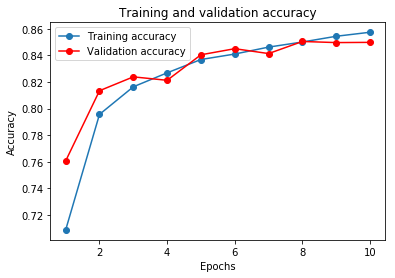 Training and validation accuracy
Training accuracy
Validation accuracy
0.86
0.84
0.82
0.80
0.78
0.76
0.74
0.72
Accuracy
2 4 6 8 10
Epochs